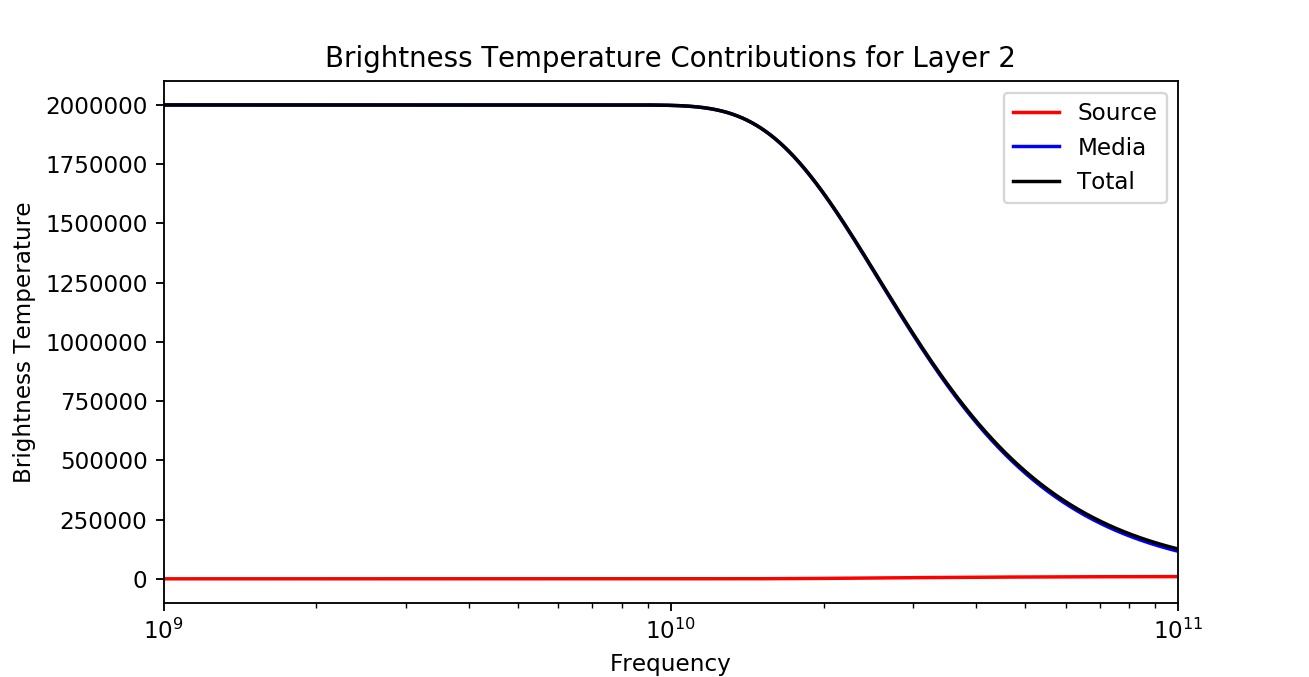 Brightness Temperature Contributions for Layer 2
Brightness Temperature
2000000
1750000
1500000
1250000
1000000
750000
500000
250000
0
10⁹
10¹⁰
10¹¹
Frequency
Source
Media
Total